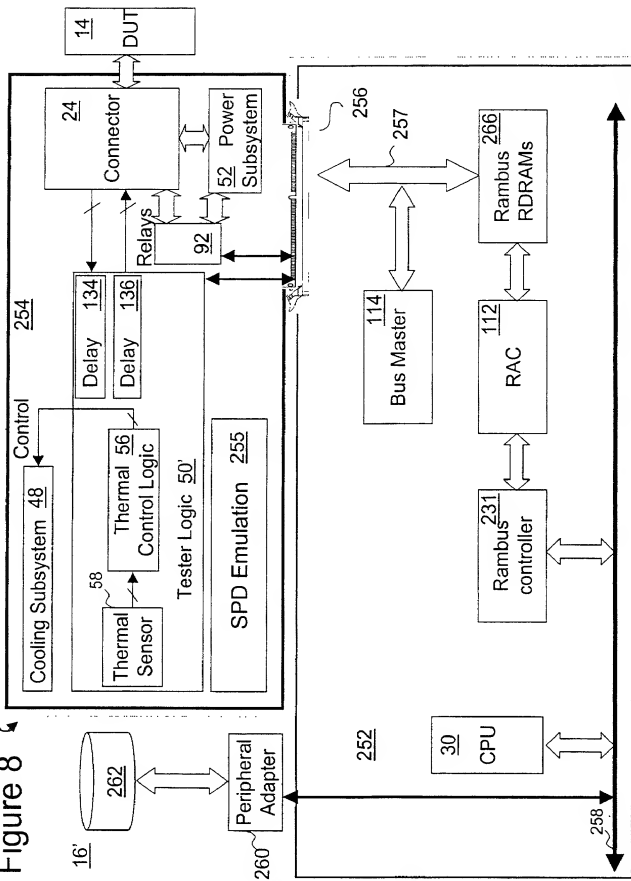 Figure 8
16'
262
Peripheral
Adapter
260
254
Cooling Subsystem 48
Control
Thermal
Sensor
58
Thermal 56
Control Logic
Tester Logic 50'
Delay 134
Delay 136
SPD Emulation 255
Relays
92
24
Connector
52 Power
Subsystem
14
DUT
256
257
252
30
CPU
258
231
Rambus
controller
112
RAC
114
Bus Master
266
Rambus
RDRAMs